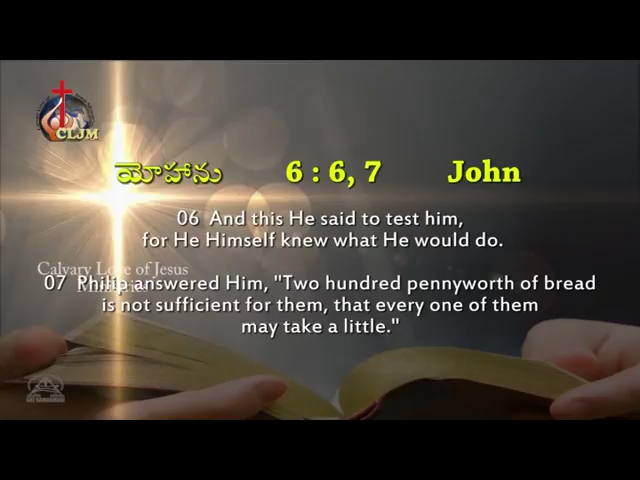 CLJM
యోహాను 6 : 6, 7 John
06 And this He said to test him,
for He Himself knew what He would do.
Calvary Love of Jesus
07 Philip answered Him, "Two hundred pennyworth of bread
is not sufficient for them, that every one of them
may take a little."